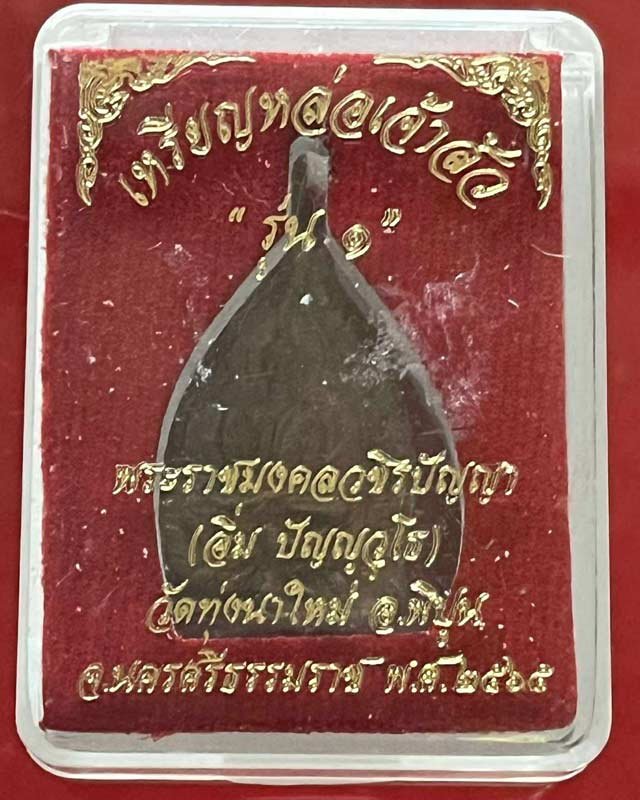 เหรียญหล่อเจ้าสัว
"รุ่น ๑"
พระราชมงคลวชิรปัญญา
(อิ่ม ปัญญาวุโธ)
วัดทุ่งนาใหม่ อ.พิปูน
จ.นครศรีธรรมราช พ.ศ.๒๕๖๕